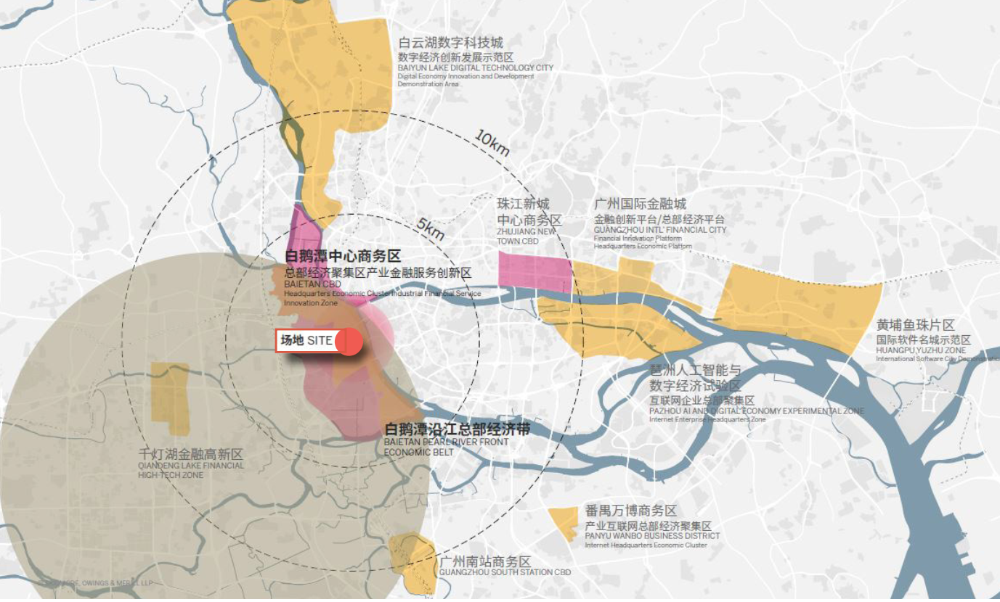 白云湖数字科技城
数字经济创新发展示范区
BAIYUN LAKE DIGITAL TECHNOLOGY CITY
Digital Economy Innovation and Development
Demonstration Area
10km
5km
珠江新城
中心商务区
ZHUJIANG NEW
TOWN CBD
广州国际金融城
金融创新平台/总部经济平台
GUANGZHOU INTL' FINANCIAL CITY
Financial Innovation Platform
Headquarters Economic Platfom
白鹅潭中心商务区
总部经济聚集区产业金融服务创新区
BAIETAN CBD
Headquarters Economic ClusterIndustrial Financial Service
Innovation Zone
场地 SITE
黄埔鱼珠片区
国际软件名城示范区
HUANGPU YUZHU ZONE
International Software City
琶洲人工智能与
数字经济试验区
互联网企业总部聚集区
PAZHOU AI AND DIGITAL ECONOMY EXPERIMENTAL ZONE
Internet Enterprise Headquarters Zone
白鹅潭沿江总部经济带
BAIETAN PEARL RIVER FRONT
ECONOMIC BELT
千灯湖金融高新区
QIANDENG LAKE FINANCIAL
HIGH-TECH ZONE
番禺万博商务区
产业互联网总部经济聚集区
PANYU WANBO BUSINESS DISTRICT
Internet Headquarters Economic Cluster
广州南站商务区
GUANGZHOU SOUTH STATION CBD
OWINGS & MERRILL LLP